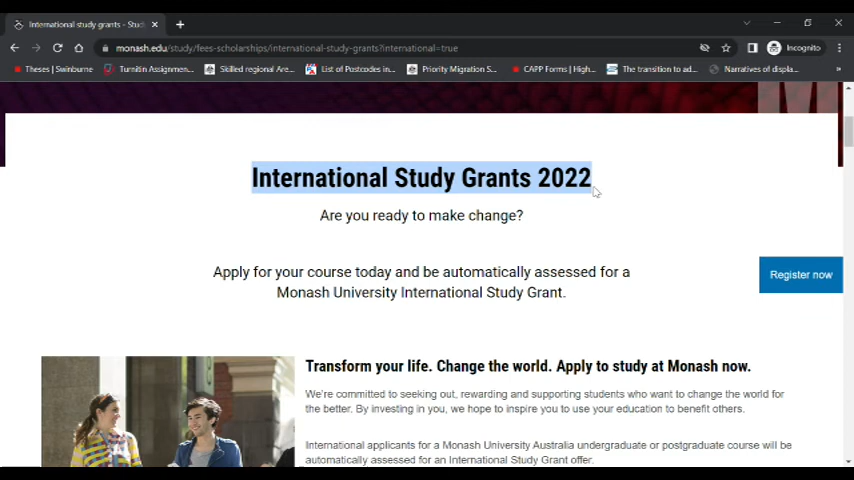 International study grants - Stud
monash.edu/study/fees-scholarships/international-study-grants?international=true
Incognito
Theses | Swinburne
Turnitin Assignmen...
Skilled regional Are...
List of Postcodes in...
Priority Migration S...
CAPP Forms | High...
The transition to ad...
Narratives of displa...
»
International Study Grants 2022
Are you ready to make change?
Apply for your course today and be automatically assessed for a
Monash University International Study Grant.
Register now
Transform your life. Change the world. Apply to study at Monash now.
We're committed to seeking out, rewarding and supporting students who want to change the world for
the better. By investing in you, we hope to inspire you to use your education to benefit others.
International applicants for a Monash University Australia undergraduate or postgraduate course will be
automatically assessed for an International Study Grant offer.